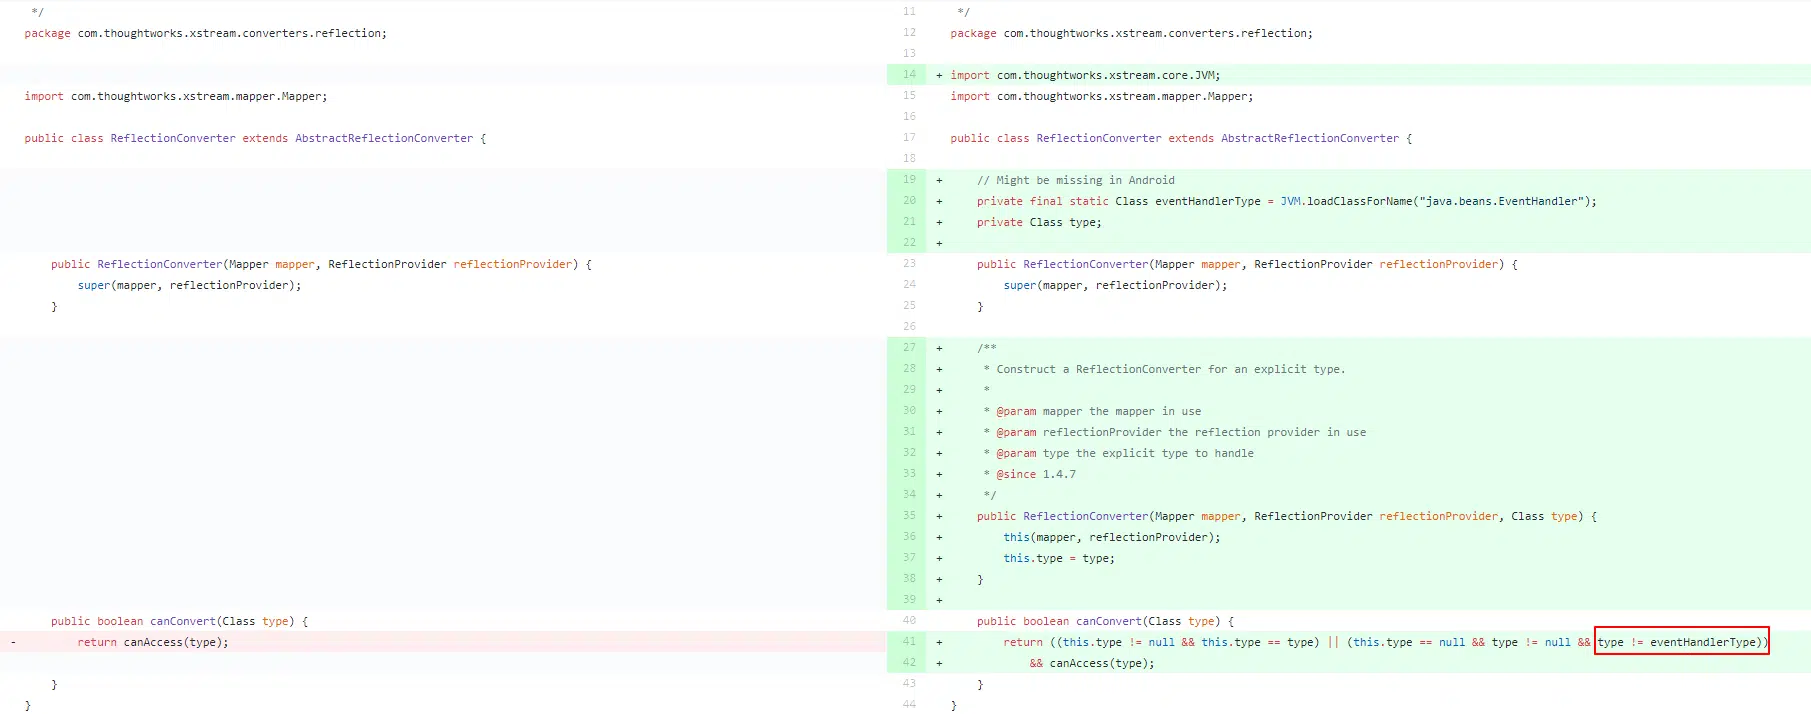 */
package com.thoughtworks.xstream.converters.reflection;
import com.thoughtworks.xstream.mapper.Mapper;
public class ReflectionConverter extends AbstractReflectionConverter {
public ReflectionConverter(Mapper mapper, ReflectionProvider reflectionProvider) {
super(mapper, reflectionProvider);
}
public boolean canConvert(Class type) {
- return canAccess(type);
}
}
11 */
12 package com.thoughtworks.xstream.converters.reflection;
13
14 + import com.thoughtworks.xstream.core.JVM;
15 import com.thoughtworks.xstream.mapper.Mapper;
16
17 public class ReflectionConverter extends AbstractReflectionConverter {
18
19 + // Might be missing in Android
20 + private final static Class eventHandlerType = JVM.loadClassForName("java.beans.EventHandler");
21 + private Class type;
22 +
23 public ReflectionConverter(Mapper mapper, ReflectionProvider reflectionProvider) {
24 super(mapper, reflectionProvider);
25 }
26
27 + /**
28 + * Construct a ReflectionConverter for an explicit type.
29 + *
30 + * @param mapper the mapper in use
31 + * @param reflectionProvider the reflection provider in use
32 + * @param type the explicit type to handle
33 + * @since 1.4.7
34 + */
35 + public ReflectionConverter(Mapper mapper, ReflectionProvider reflectionProvider, Class type) {
36 + this(mapper, reflectionProvider);
37 + this.type = type;
38 + }
39 +
40 public boolean canConvert(Class type) {
41 + return ((this.type != null && this.type == type) || (this.type == null && type != null && type != eventHandlerType))
42 + && canAccess(type);
43 }
44 }